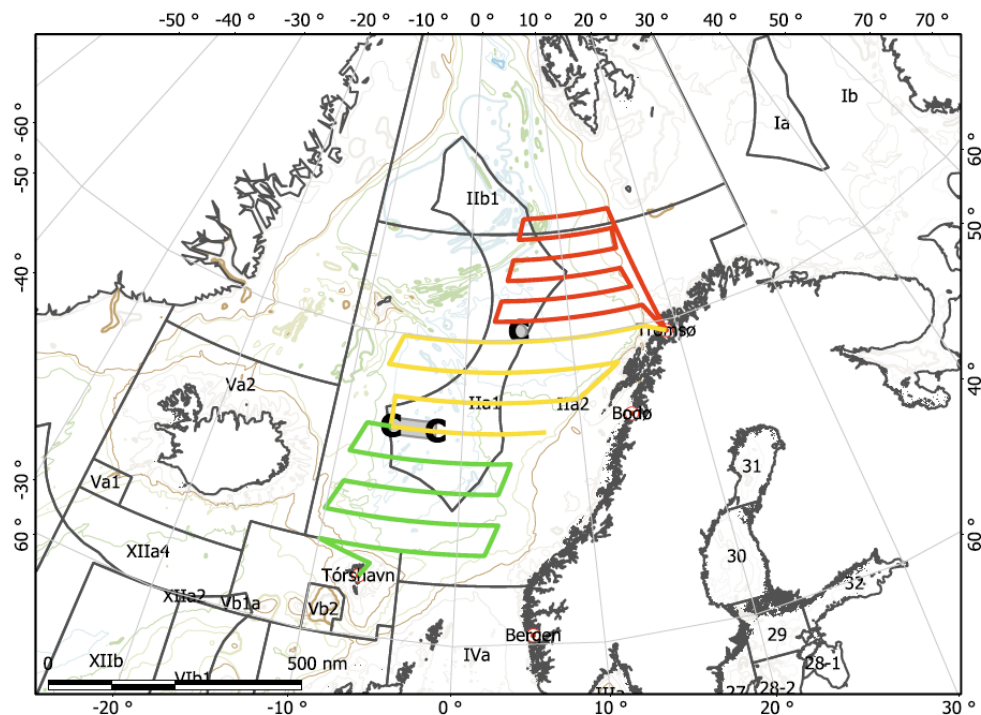 -50 ° -40 ° -30 ° -20 ° -10 ° 0 ° 10 ° 20 ° 30 ° 40 ° 50 ° 60 ° 70 ° 70 °
-60 °
-50 °
-40 °
-30 °
60 °
60 °
50 °
40 °
60 °
Ib
Ia
IIb1
Tromsø
Va2
IIa1
IIa2
Bodø
C
C C
31
Va1
XIIa4
30
Tórshavn
32
XIIa2
Vb1a
Vb2
29
Bergen
XIIb
IVa
28-1
VIb1
IIIa
27
28-2
0 500 nm
-20 ° -10 ° 0 ° 10 ° 20 ° 30 °